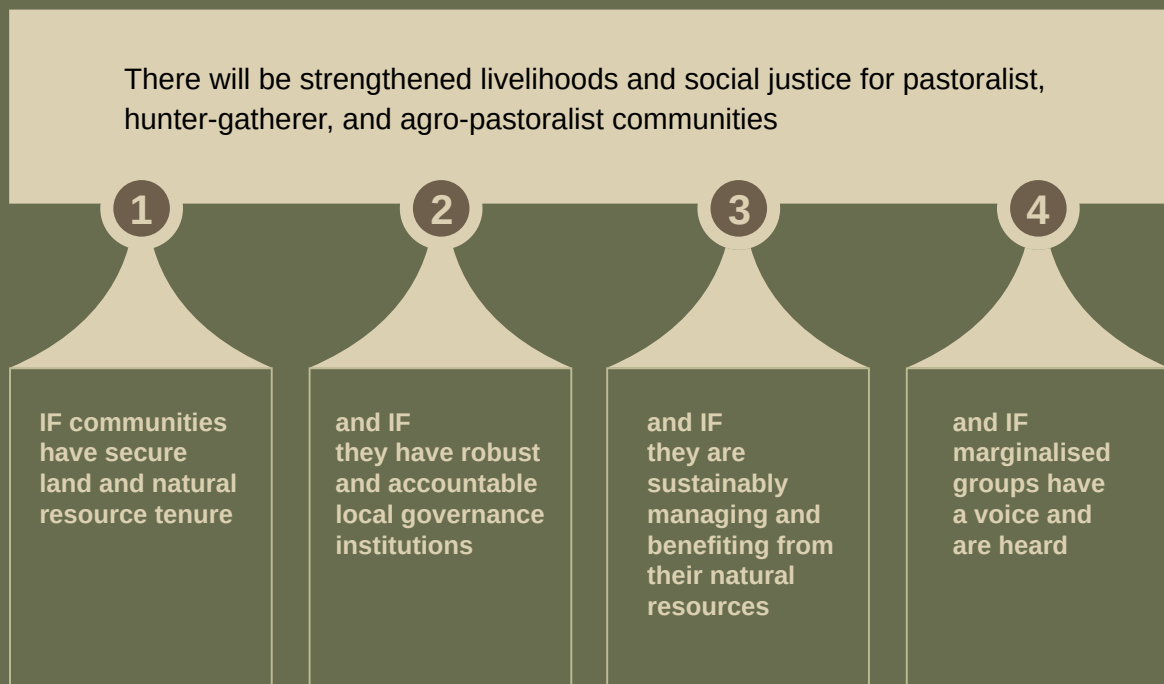 There will be strengthened livelihoods and social justice for pastoralist,
hunter-gatherer, and agro-pastoralist communities
1
2
3
4
IF communities
have secure
land and natural
resource tenure
and IF
they have robust
and accountable
local governance
institutions
and IF
they are
sustainably
managing and
benefiting from
their natural
resources
and IF
marginalised
groups have
a voice and
are heard